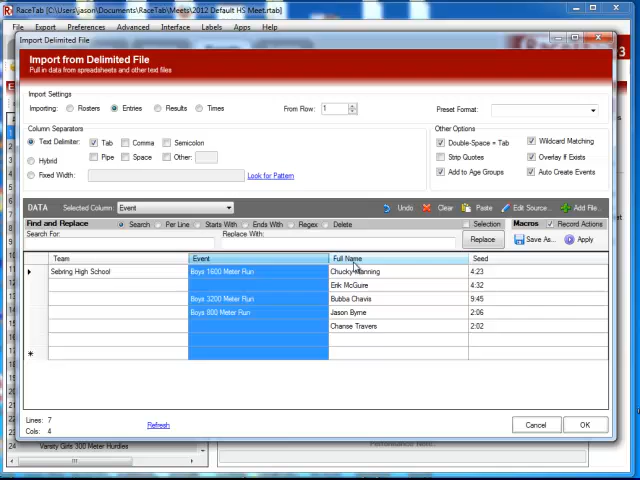 RaceTab [C:\Users\jason\Documents\RaceTab\Meets\2012 Default HS Meet.rtab]
File Export Preferences Advanced Interface Labels Apps Help
Import Delimited File
Import from Delimited File
Pull in data from spreadsheets and other text files
Import Settings
Importing: Rosters Entries Results Times From Row: 1 Preset Format:
Column Separators Other Options
Text Delimiter: Tab Comma Semicolon Double-Space = Tab Wildcard Matching
Hybrid Pipe Space Other: Strip Quotes Overlay If Exists
Fixed Width: Look for Pattern Add to Age Groups Auto Create Events
DATA Selected Column: Event Undo Clear Paste Edit Source... Add File...
Find and Replace Search Per Line Starts With Ends With Regex Delete Selection Macros Record Actions
Search For: Replace With: Replace Save As... Apply
Team Event Full Name Seed
Sebring High School Boys 1600 Meter Run Chucky Manning 4:23
Erik McGuire 4:32
Boys 3200 Meter Run Bubba Chavis 9:45
Boys 800 Meter Run Jason Byrne 2:06
Chanse Travers 2:02
Lines: 7
Cols: 4
Refresh
Cancel OK
24 Varsity Girls 300 Meter Hurdles